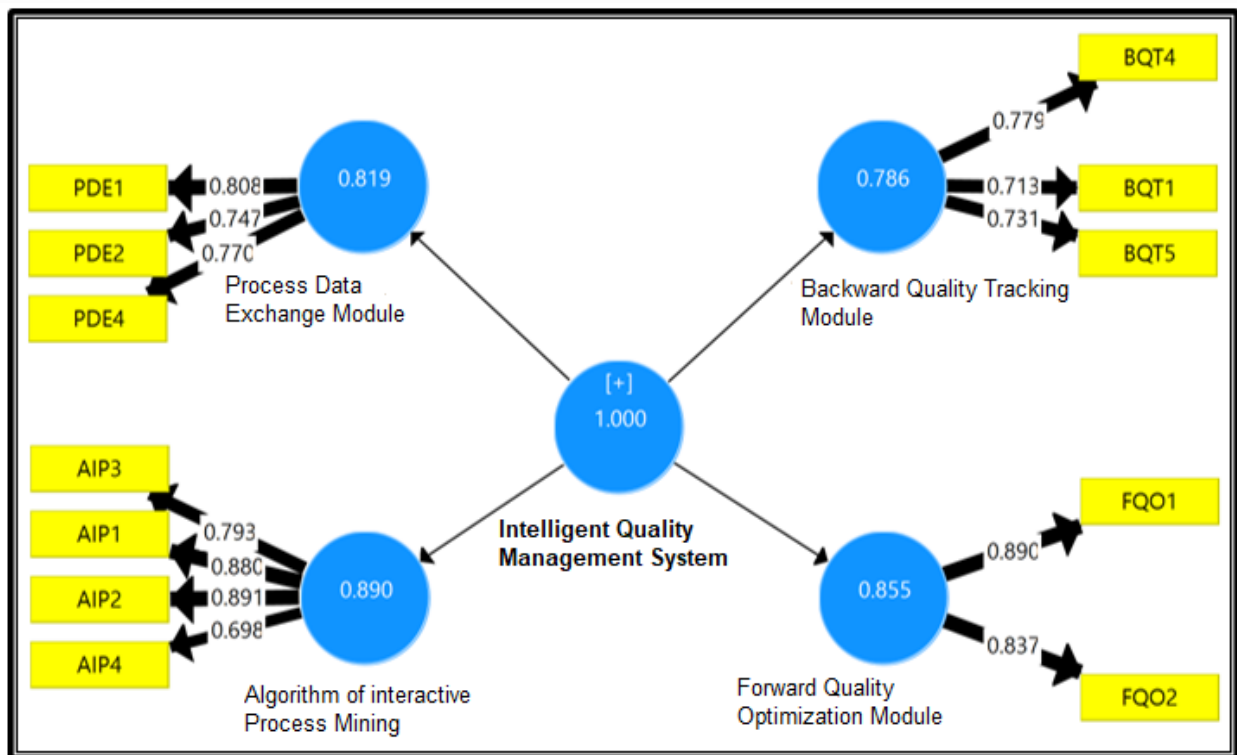 PDE1
PDE2
PDE4
0.808
0.747
0.770
0.819
Process Data
Exchange Module
BQT4
BQT1
BQT5
0.779
0.713
0.731
0.786
Backward Quality Tracking
Module
[+]
1.000
Intelligent Quality
Management System
AIP3
AIP1
AIP2
AIP4
0.793
0.880
0.891
0.698
0.890
Algorithm of interactive
Process Mining
FQO1
FQO2
0.890
0.837
0.855
Forward Quality
Optimization Module